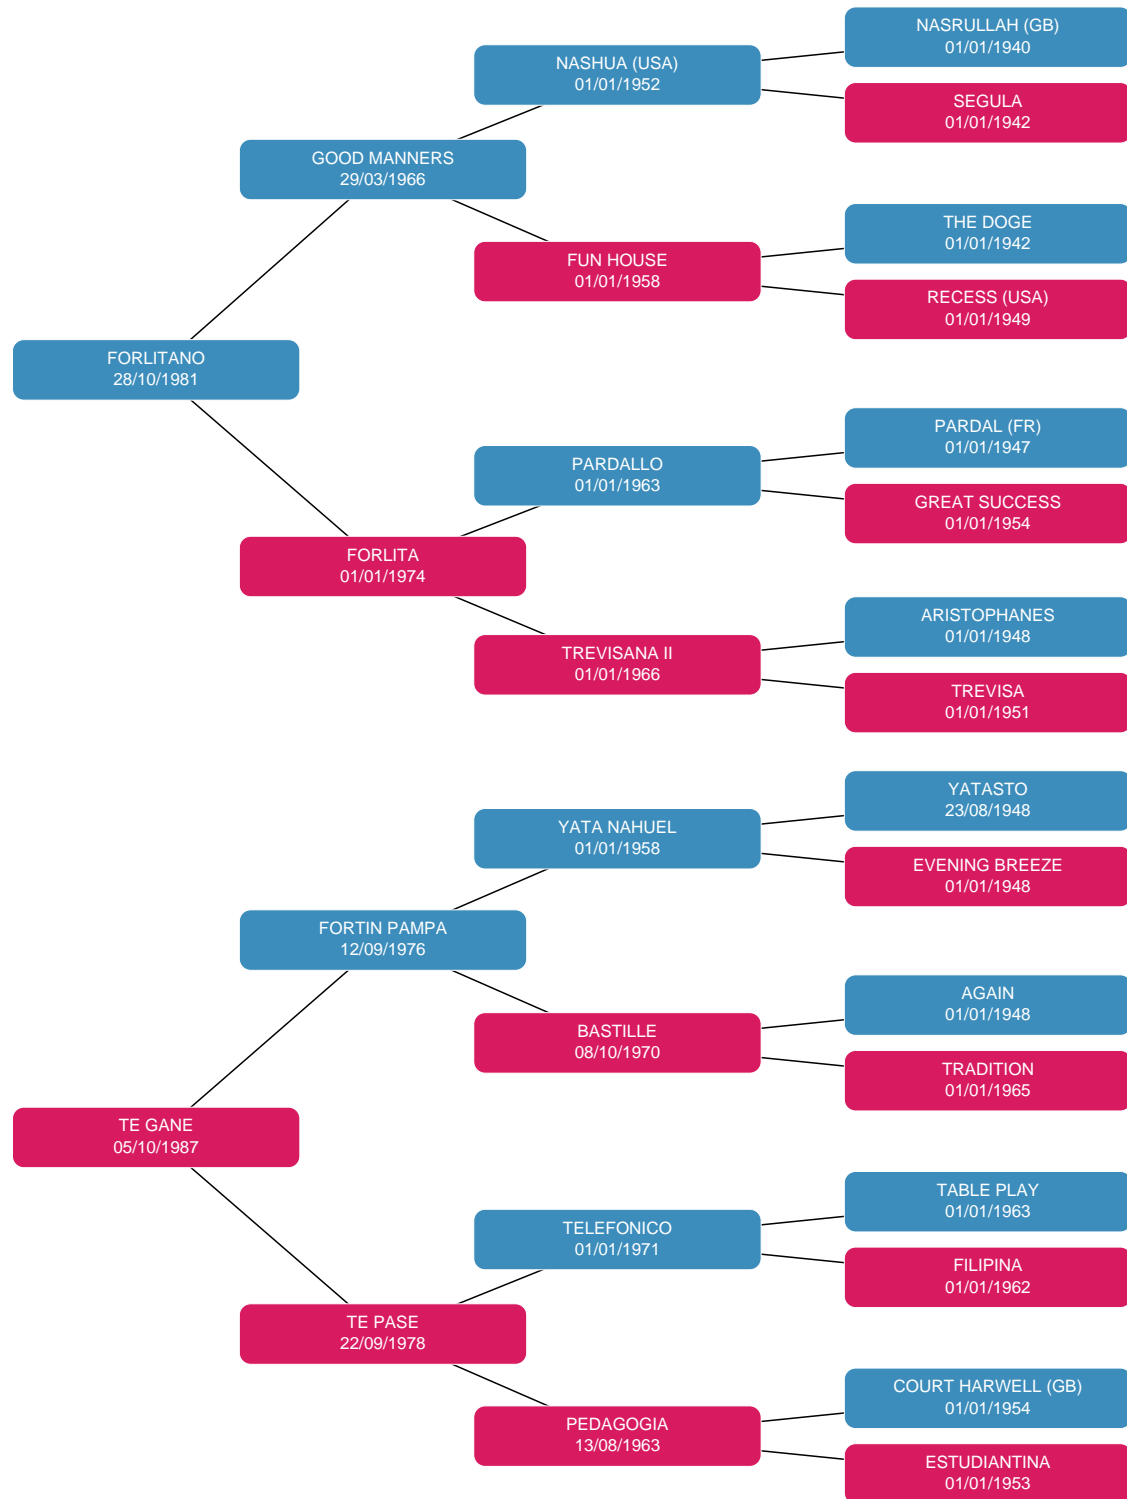 NASRULLAH (GB)
01/01/1940
NASHUA (USA)
01/01/1952
SEGULA
01/01/1942
GOOD MANNERS
29/03/1966
THE DOGE
01/01/1942
FUN HOUSE
01/01/1958
RECESS (USA)
01/01/1949
FORLITANO
28/10/1981
PARDAL (FR)
01/01/1947
PARDALLO
01/01/1963
GREAT SUCCESS
01/01/1954
FORLITA
01/01/1974
ARISTOPHANES
01/01/1948
TREVISANA II
01/01/1966
TREVISA
01/01/1951
YATASTO
23/08/1948
YATA NAHUEL
01/01/1958
EVENING BREEZE
01/01/1948
FORTIN PAMPA
12/09/1976
AGAIN
01/01/1948
BASTILLE
08/10/1970
TRADITION
01/01/1965
TE GANE
05/10/1987
TABLE PLAY
01/01/1963
TELEFONICO
01/01/1971
FILIPINA
01/01/1962
TE PASE
22/09/1978
COURT HARWELL (GB)
01/01/1954
PEDAGOGIA
13/08/1963
ESTUDIANTINA
01/01/1953